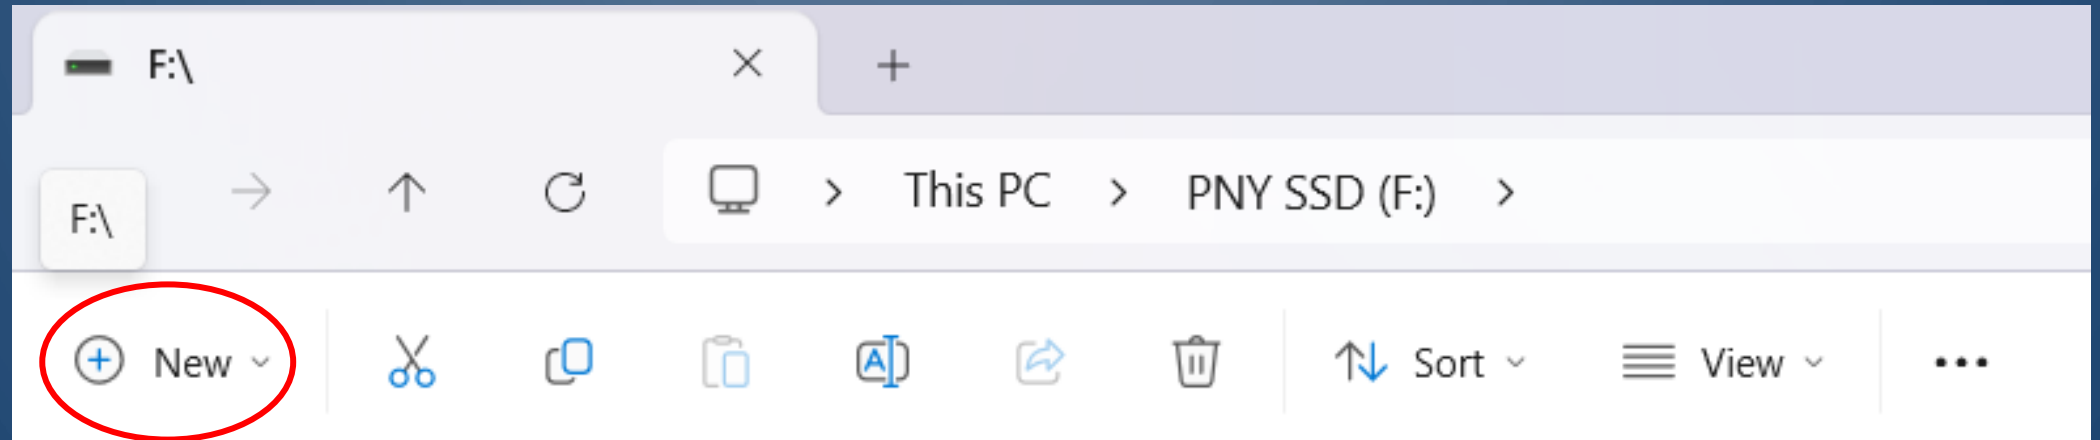 F:\
F:\
This PC > PNY SSD (F:) >
New
Sort
View